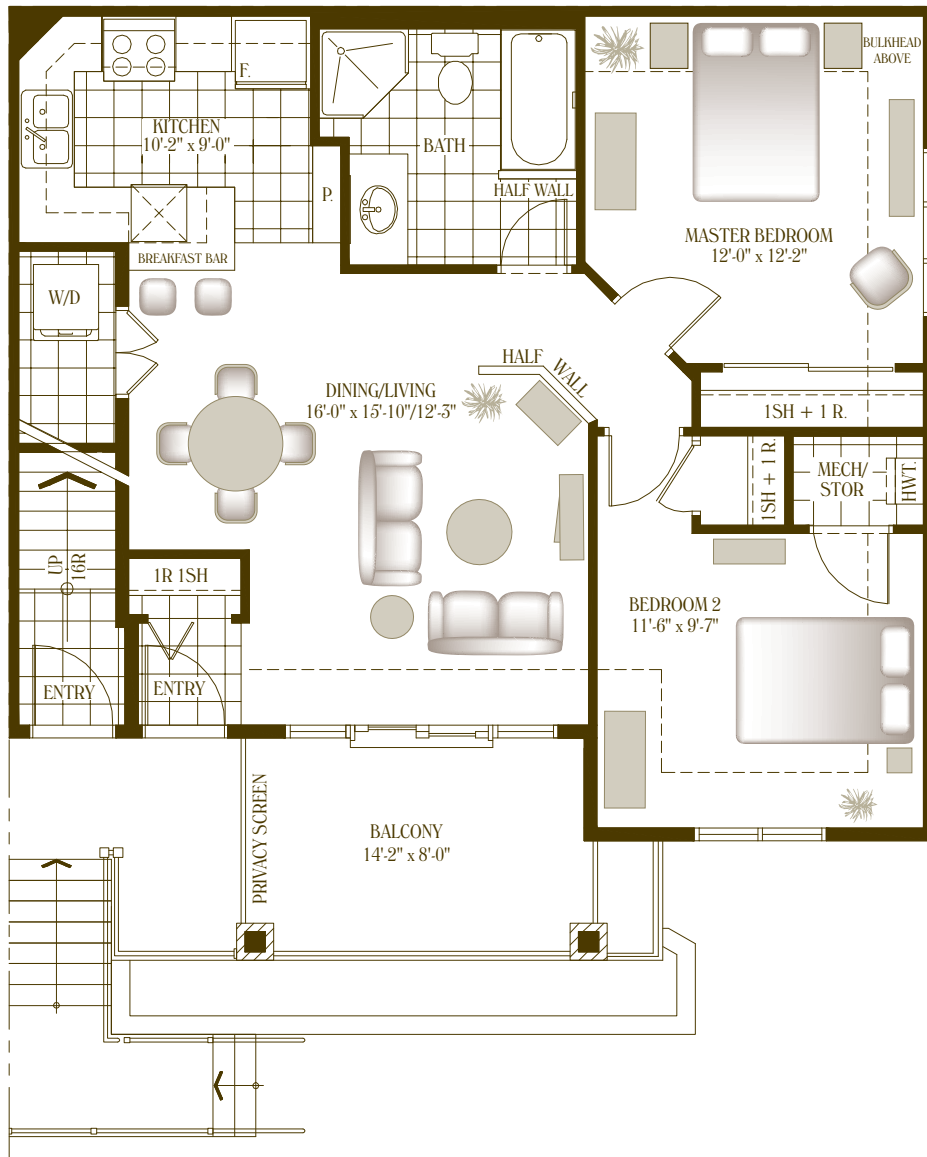 F.
KITCHEN
10'-2" x 9'-0"
P.
BREAKFAST BAR
BATH
HALF WALL
BULKHEAD
ABOVE
MASTER BEDROOM
12'-0" x 12'-2"
W/D
HALF WALL
DINING/LIVING
16'-0" x 15'-10"/12'-3"
1SH + 1 R.
1SH + 1 R.
MECH/
STOR
HWT.
UP
16R
1R 1SH
BEDROOM 2
11'-6" x 9'-7"
ENTRY
ENTRY
PRIVACY SCREEN
BALCONY
14'-2" x 8'-0"